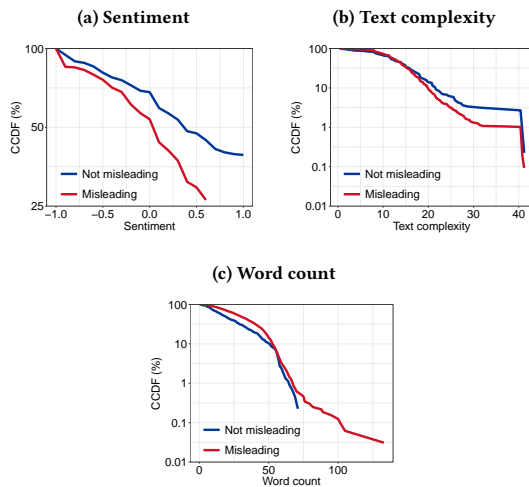 (a) Sentiment
100
50
25
CCDF (%)
Not misleading
Misleading
−1.0 −0.5 0.0 0.5 1.0
Sentiment
(b) Text complexity
100
10
1
0.1
0.01
CCDF (%)
Not misleading
Misleading
0 10 20 30 40
Text complexity
(c) Word count
100
10
1
0.1
0.01
CCDF (%)
Not misleading
Misleading
0 50 100
Word count